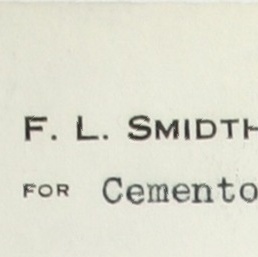 F. L. SMIDTH
FOR Cemento